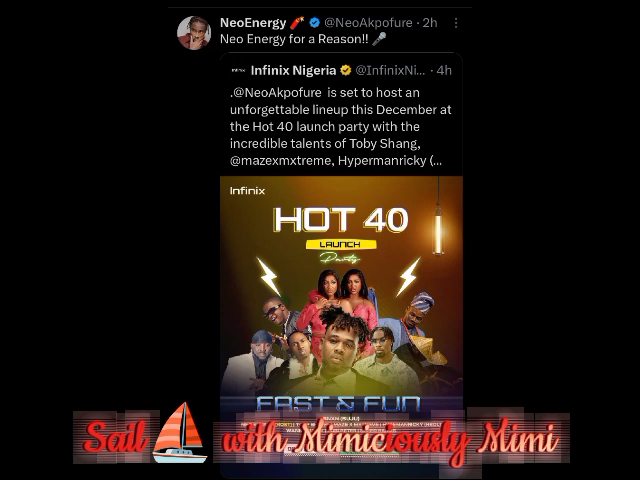 NeoEnergy @NeoAkpofure · 2h
Neo Energy for a Reason!!
Infinix Infinix Nigeria @InfinixNi... · 4h
.@NeoAkpofure is set to host an
unforgettable lineup this December at
the Hot 40 launch party with the
incredible talents of Toby Shang,
@mazexmxtreme, Hypermanricky (...
Infinix
HOT 40
LAUNCH
Party
FAST & FUN
Sail with Mimiciously Mimi